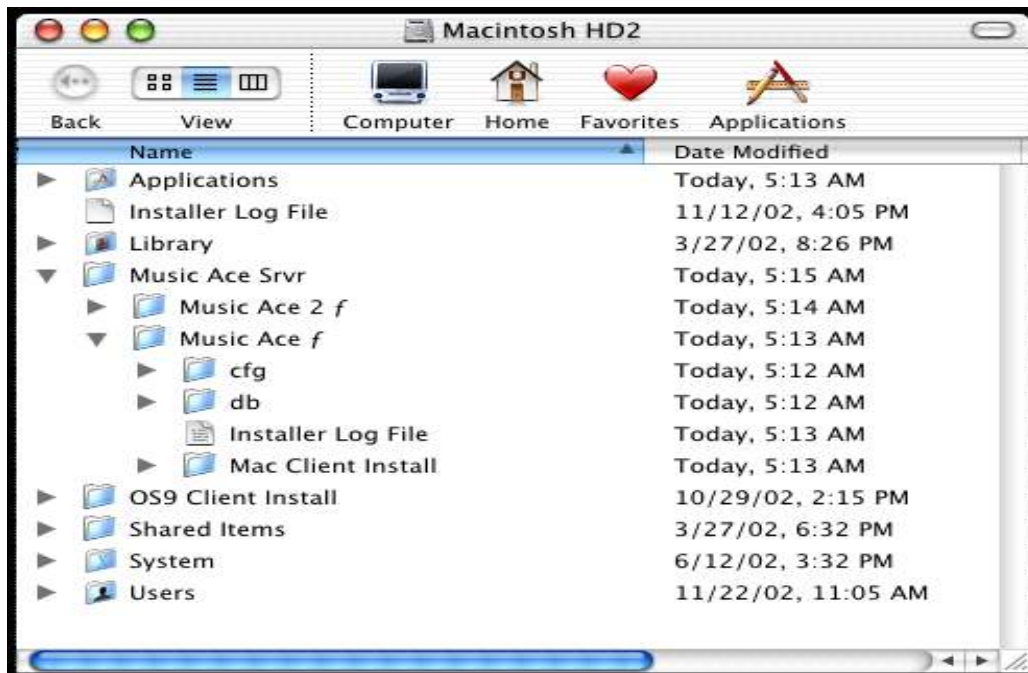 Macintosh HD2
Back View Computer Home Favorites Applications
Name Date Modified
Applications Today, 5:13 AM
Installer Log File 11/12/02, 4:05 PM
Library 3/27/02, 8:26 PM
Music Ace Srvr Today, 5:15 AM
Music Ace 2 ƒ Today, 5:14 AM
Music Ace ƒ Today, 5:13 AM
cfg Today, 5:12 AM
db Today, 5:12 AM
Installer Log File Today, 5:13 AM
Mac Client Install Today, 5:13 AM
OS9 Client Install 10/29/02, 2:15 PM
Shared Items 3/27/02, 6:32 PM
System 6/12/02, 3:32 PM
Users 11/22/02, 11:05 AM